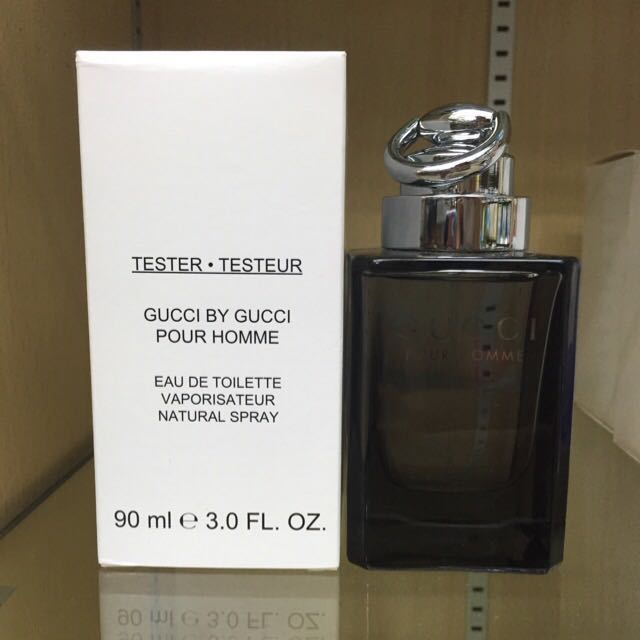 TESTER • TESTEUR
GUCCI BY GUCCI
POUR HOMME
EAU DE TOILETTE
VAPORISATEUR
NATURAL SPRAY
90 ml ℮ 3.0 FL. OZ.
GUCCI
POUR HOMME